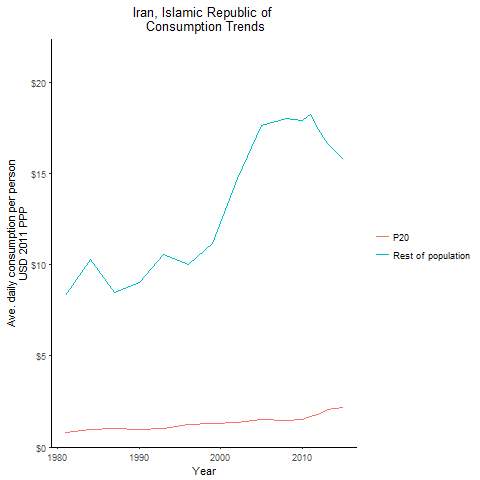 Iran, Islamic Republic of
Consumption Trends
Ave. daily consumption per person
USD 2011 PPP
$20
$15
$10
$5
$0
1980
1990
2000
2010
Year
P20
Rest of population